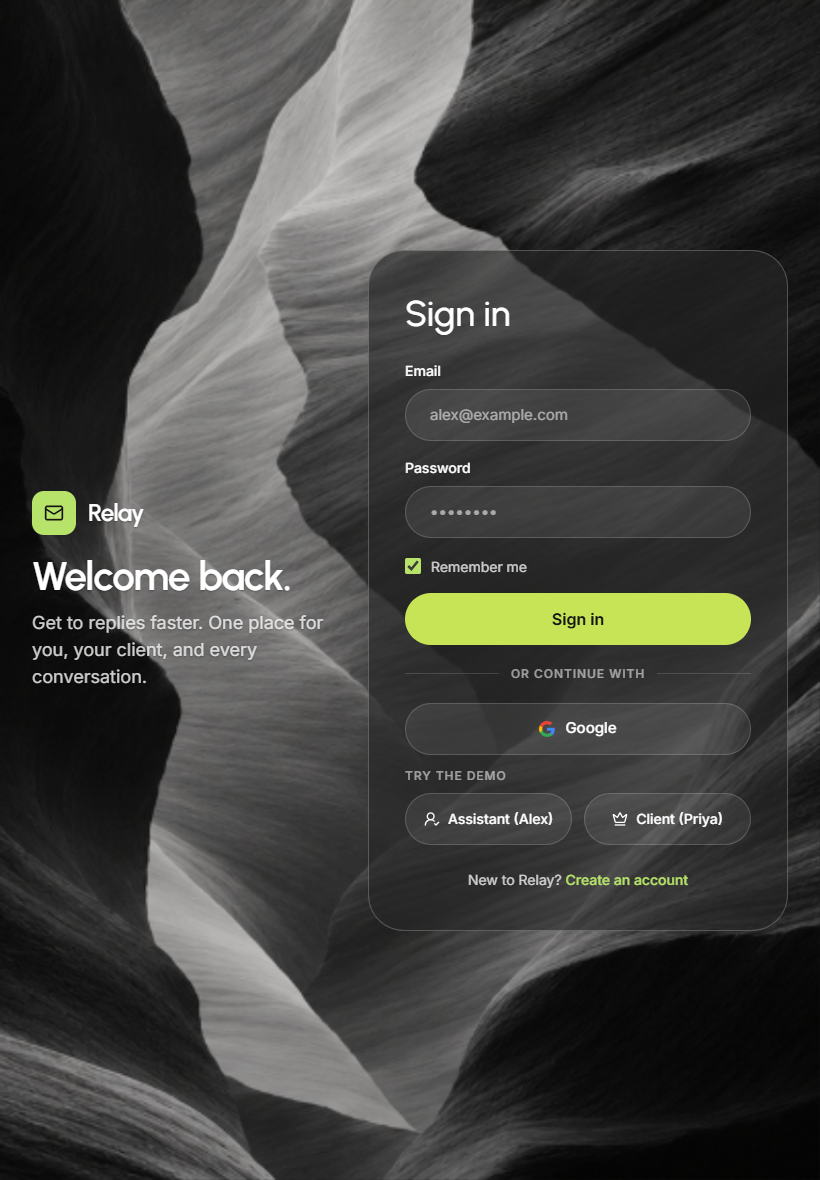 Relay
Welcome back.
Get to replies faster. One place for
you, your client, and every
conversation.
Sign in
Email
alex@example.com
Password
••••••••
Remember me
Sign in
OR CONTINUE WITH
Google
TRY THE DEMO
Assistant (Alex)
Client (Priya)
New to Relay? Create an account